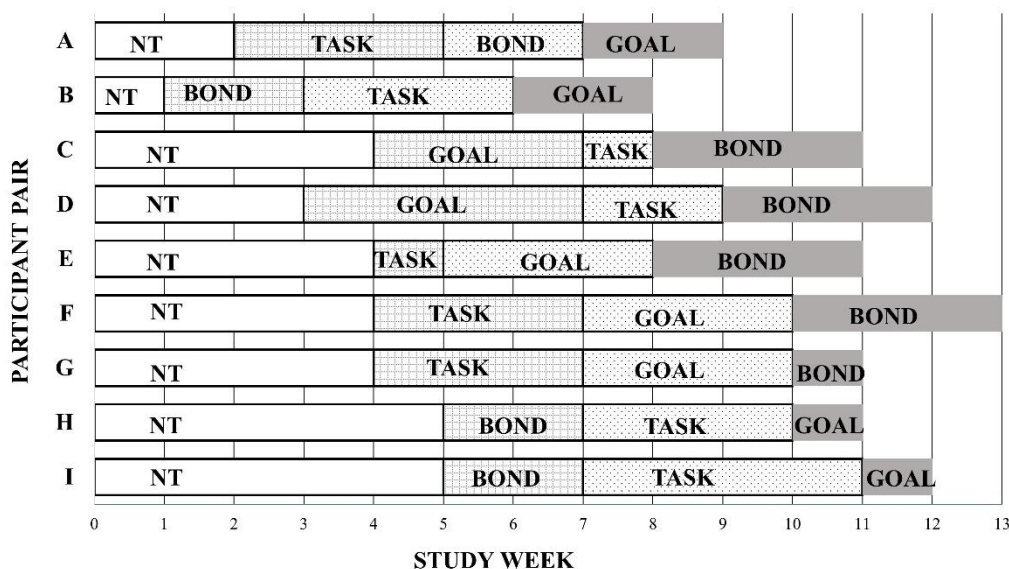 A NT TASK BOND GOAL
B NT BOND TASK GOAL
C NT GOAL TASK BOND
D NT GOAL TASK BOND
E NT TASK GOAL BOND
F NT TASK GOAL BOND
G NT TASK GOAL BOND
H NT BOND TASK GOAL
I NT BOND TASK GOAL
PARTICIPANT PAIR
0 1 2 3 4 5 6 7 8 9 10 11 12 13
STUDY WEEK